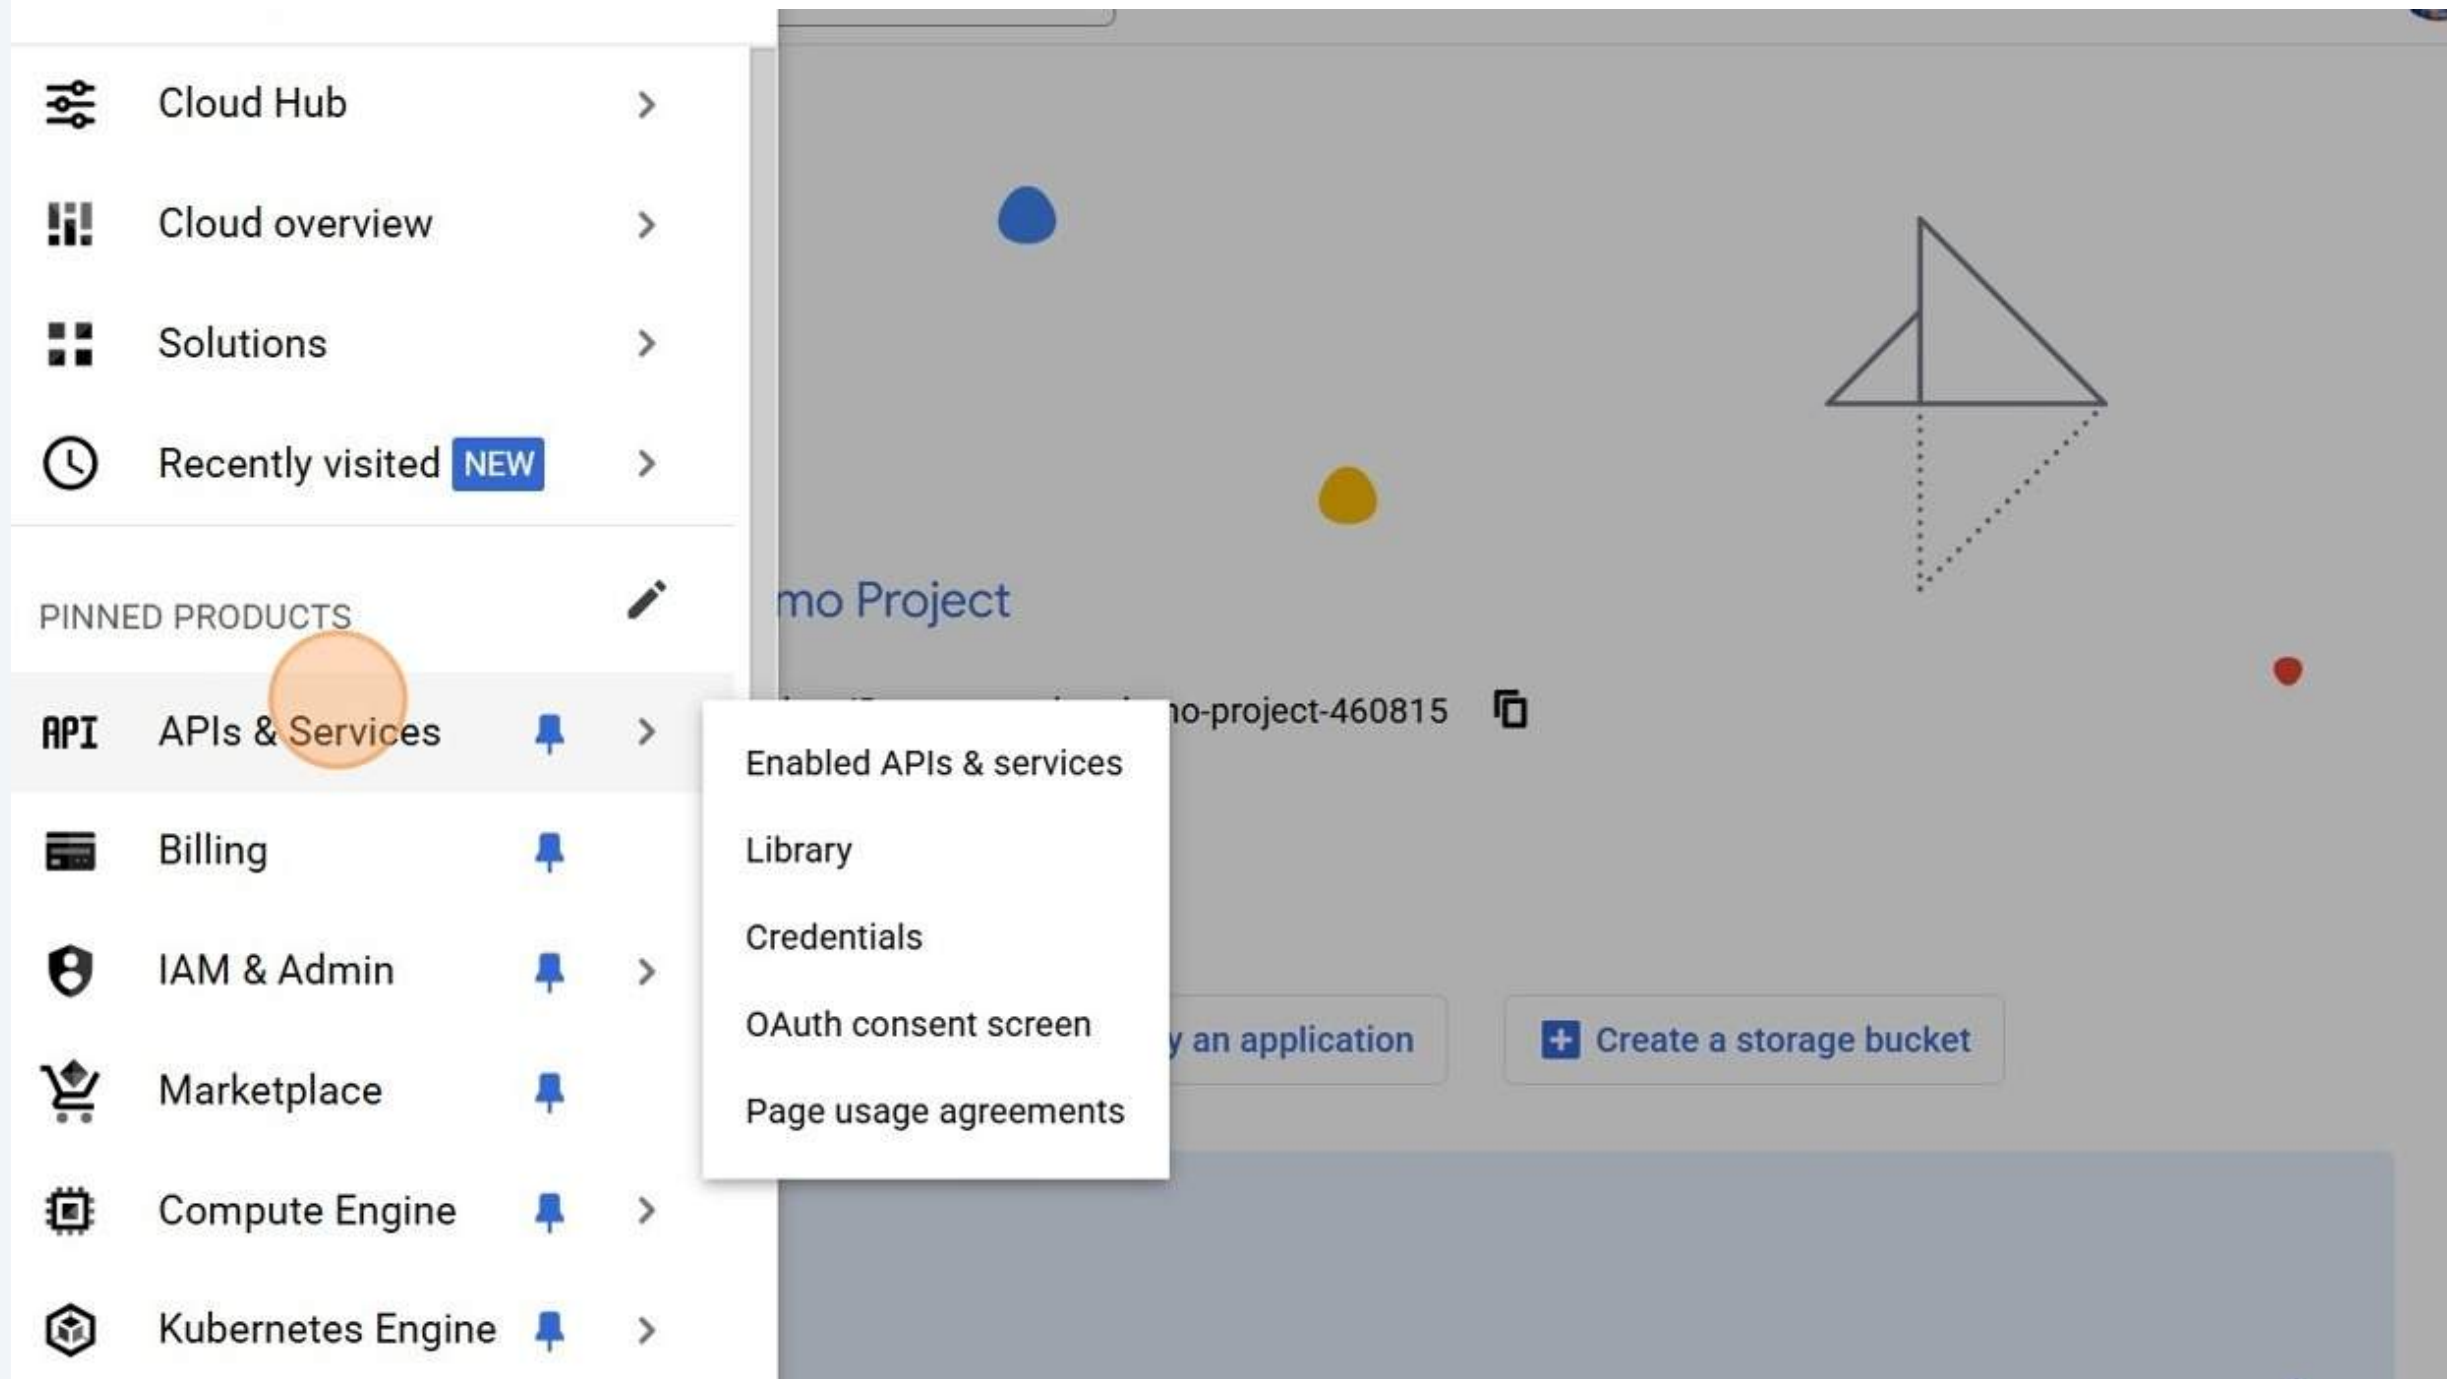 Cloud Hub
Cloud overview
Solutions
Recently visited NEW
PINNED PRODUCTS
API APIs & Services
Billing
IAM & Admin
Marketplace
Compute Engine
Kubernetes Engine
Enabled APIs & services
Library
Credentials
OAuth consent screen
Page usage agreements
mo Project
no-project-460815
y an application
Create a storage bucket